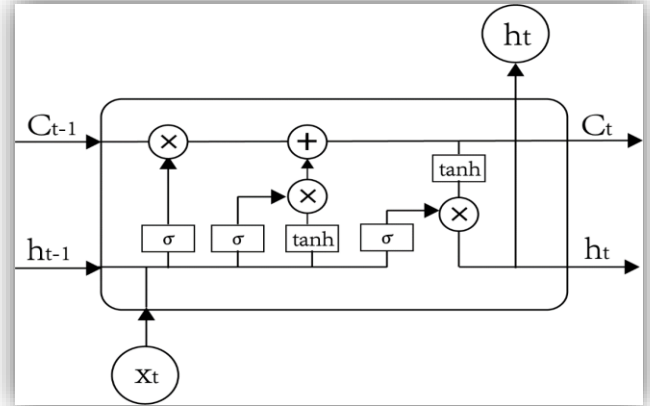 ht
Ct-1
×
+
Ct
tanh
×
×
σ
σ
tanh
σ
ht-1
ht
xt